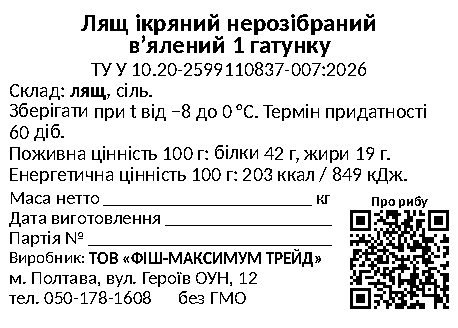 Лящ ікряний нерозібраний
в’ялений 1 гатунку
ТУ У 10.20-2599110837-007:2026
Склад: лящ, сіль.
Зберігати при t від −8 до 0 °С. Термін придатності
60 діб.
Поживна цінність 100 г: білки 42 г, жири 19 г.
Енергетична цінність 100 г: 203 ккал / 849 кДж.
Маса нетто ________________________ кг
Дата виготовлення ____________________
Партія № ____________________________
Про рибу
Виробник: ТОВ «ФІШ-МАКСИМУМ ТРЕЙД»
м. Полтава, вул. Героїв ОУН, 12
тел. 050-178-1608 без ГМО